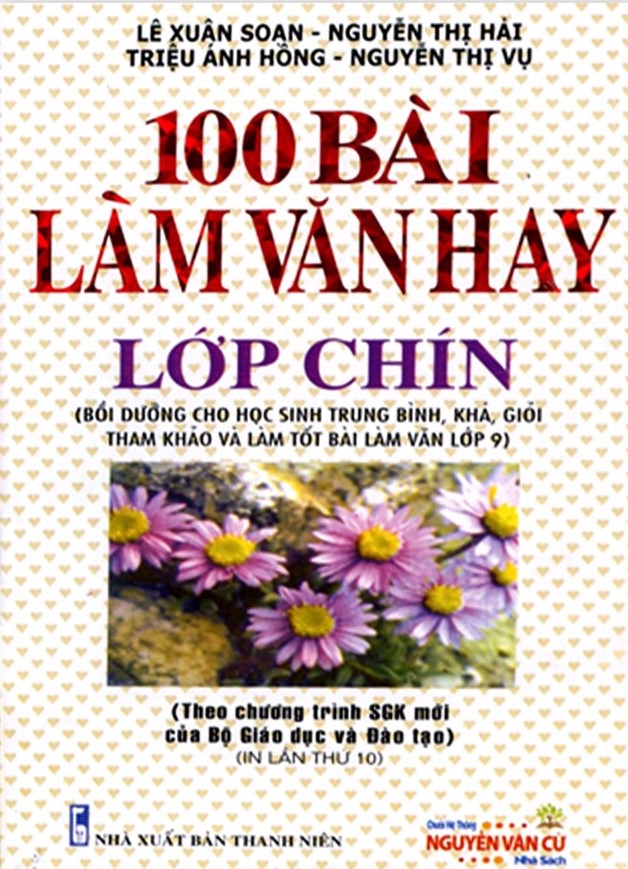 LÊ XUÂN SOAN - NGUYỄN THỊ HẢI
TRIỆU ÁNH HỒNG - NGUYỄN THỊ VỤ
100 BÀI
LÀM VĂN HAY
LỚP CHÍN
(BỒI DƯỠNG CHO HỌC SINH TRUNG BÌNH, KHÁ, GIỎI
THAM KHẢO VÀ LÀM TỐT BÀI LÀM VĂN LỚP 9)
(Theo chương trình SGK mới
của Bộ Giáo dục và Đào tạo)
(IN LẦN THỨ 10)
NHÀ XUẤT BẢN THANH NIÊN
Chuỗi Hệ Thống
NGUYỄN VĂN CỪ
Nhà Sách